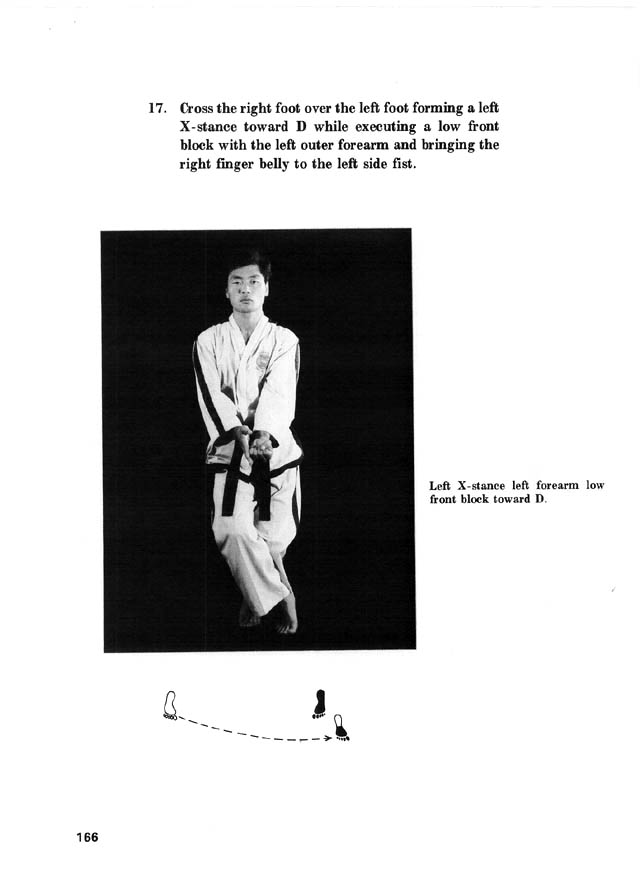 17. Cross the right foot over the left foot forming a left
X-stance toward D while executing a low front
block with the left outer forearm and bringing the
right finger belly to the left side fist.
Left X-stance left forearm low
front block toward D.
166